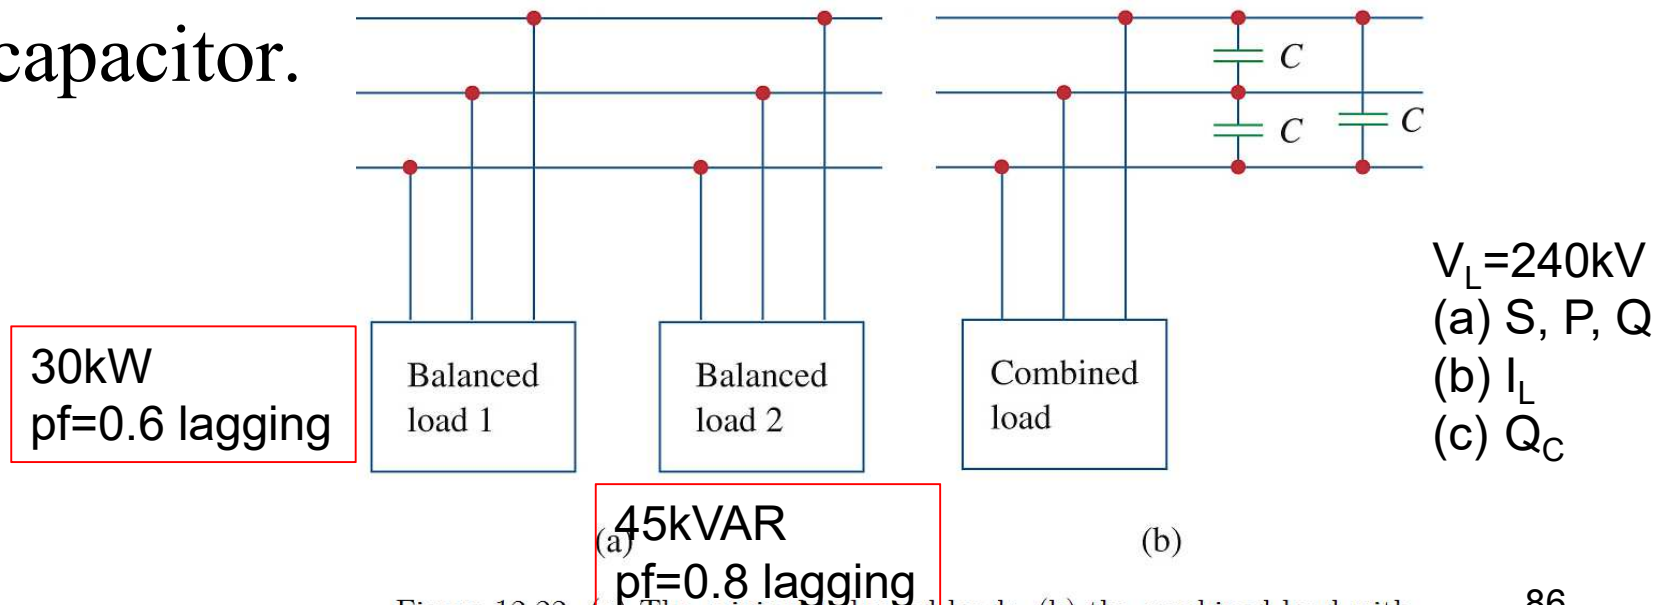 capacitor.
C
C
C
V_L=240kV
(a) S, P, Q
(b) I_L
(c) Q_C
30kW
pf=0.6 lagging
Balanced
load 1
Balanced
load 2
Combined
load
45kVAR
pf=0.8 lagging
(a)
(b)
86